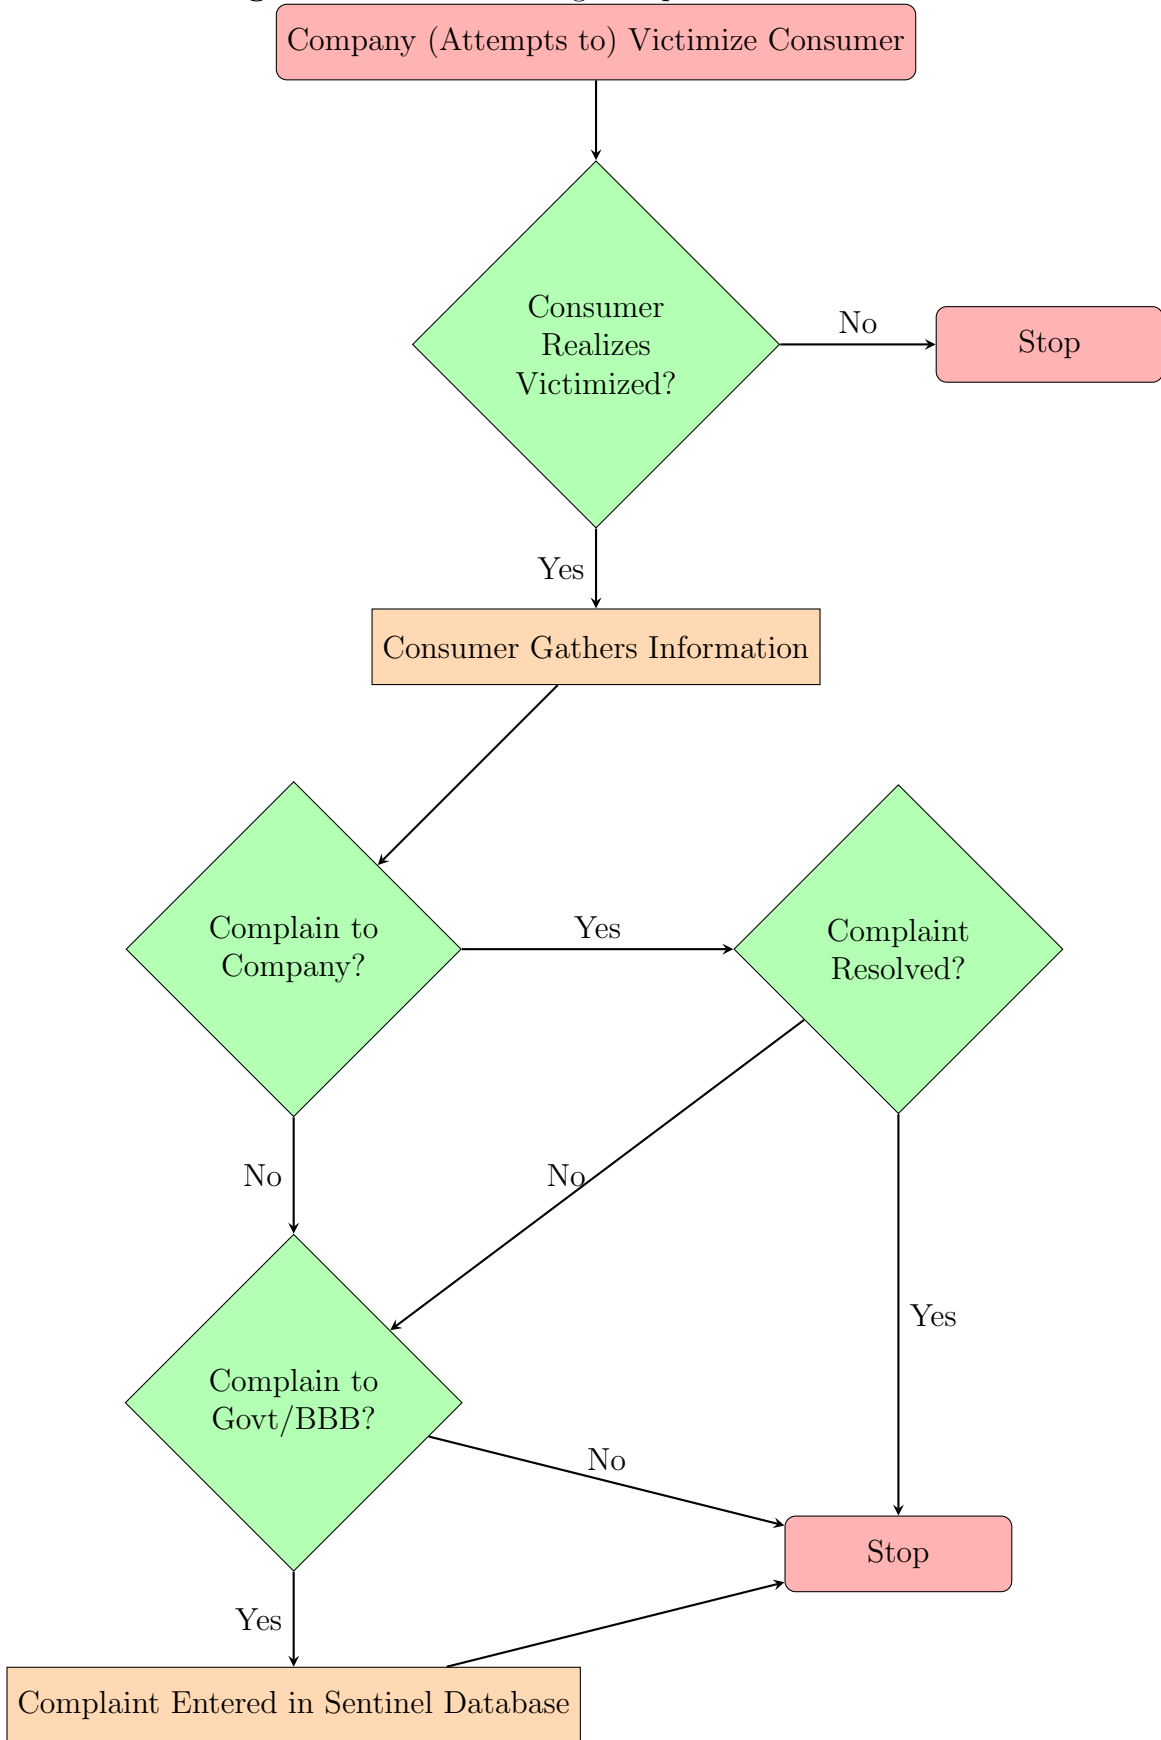 Company (Attempts to) Victimize Consumer
Consumer
Realizes
Victimized?
No
Stop
Yes
Consumer Gathers Information
Complain to
Company?
Yes
Complaint
Resolved?
No
No
Yes
Complain to
Govt/BBB?
No
Stop
Yes
Complaint Entered in Sentinel Database